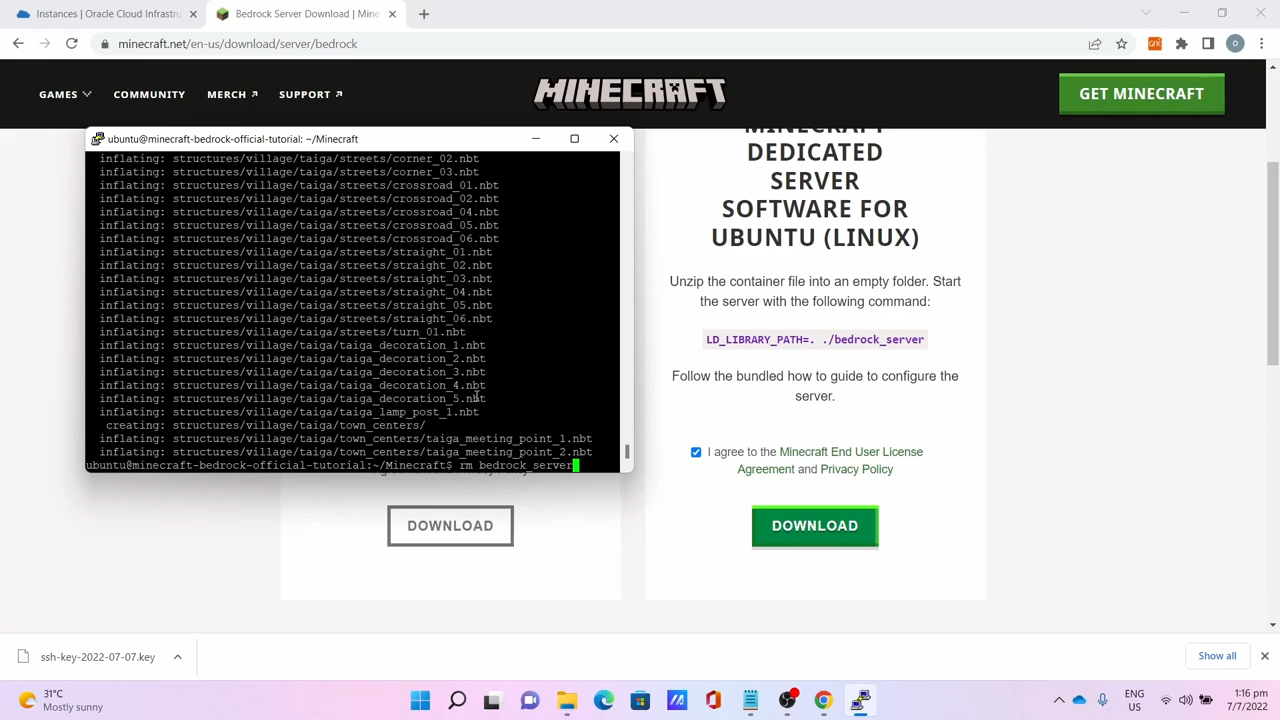 Instances | Oracle Cloud Infrastru
Bedrock Server Download | Mine
minecraft.net/en-us/download/server/bedrock
GAMES
COMMUNITY
MERCH
SUPPORT
MINECRAFT
GET MINECRAFT
ubuntu@minecraft-bedrock-official-tutorial: ~/Minecraft
inflating: structures/village/taiga/streets/corner_02.nbt
inflating: structures/village/taiga/streets/corner_03.nbt
inflating: structures/village/taiga/streets/crossroad_01.nbt
inflating: structures/village/taiga/streets/crossroad_02.nbt
inflating: structures/village/taiga/streets/crossroad_04.nbt
inflating: structures/village/taiga/streets/crossroad_05.nbt
inflating: structures/village/taiga/streets/crossroad_06.nbt
inflating: structures/village/taiga/streets/straight_01.nbt
inflating: structures/village/taiga/streets/straight_02.nbt
inflating: structures/village/taiga/streets/straight_03.nbt
inflating: structures/village/taiga/streets/straight_04.nbt
inflating: structures/village/taiga/streets/straight_05.nbt
inflating: structures/village/taiga/streets/straight_06.nbt
inflating: structures/village/taiga/streets/turn_01.nbt
inflating: structures/village/taiga/taiga_decoration_1.nbt
inflating: structures/village/taiga/taiga_decoration_2.nbt
inflating: structures/village/taiga/taiga_decoration_3.nbt
inflating: structures/village/taiga/taiga_decoration_4.nbt
inflating: structures/village/taiga/taiga_decoration_5.nbt
inflating: structures/village/taiga/taiga_lamp_post_1.nbt
creating: structures/village/taiga/town_centers/
inflating: structures/village/taiga/town_centers/taiga_meeting_point_1.nbt
inflating: structures/village/taiga/town_centers/taiga_meeting_point_2.nbt
ubuntu@minecraft-bedrock-official-tutorial:~/Minecraft$ rm bedrock_server
DOWNLOAD
MINECRAFT
DEDICATED
SERVER
SOFTWARE FOR
UBUNTU (LINUX)
Unzip the container file into an empty folder. Start
the server with the following command:
LD_LIBRARY_PATH=. ./bedrock_server
Follow the bundled how to guide to configure the
server.
I agree to the Minecraft End User License
Agreement and Privacy Policy
DOWNLOAD
ssh-key-2022-07-07.key
Show all
31°C
Mostly sunny
ENG
US
1:16 pm
7/7/2022